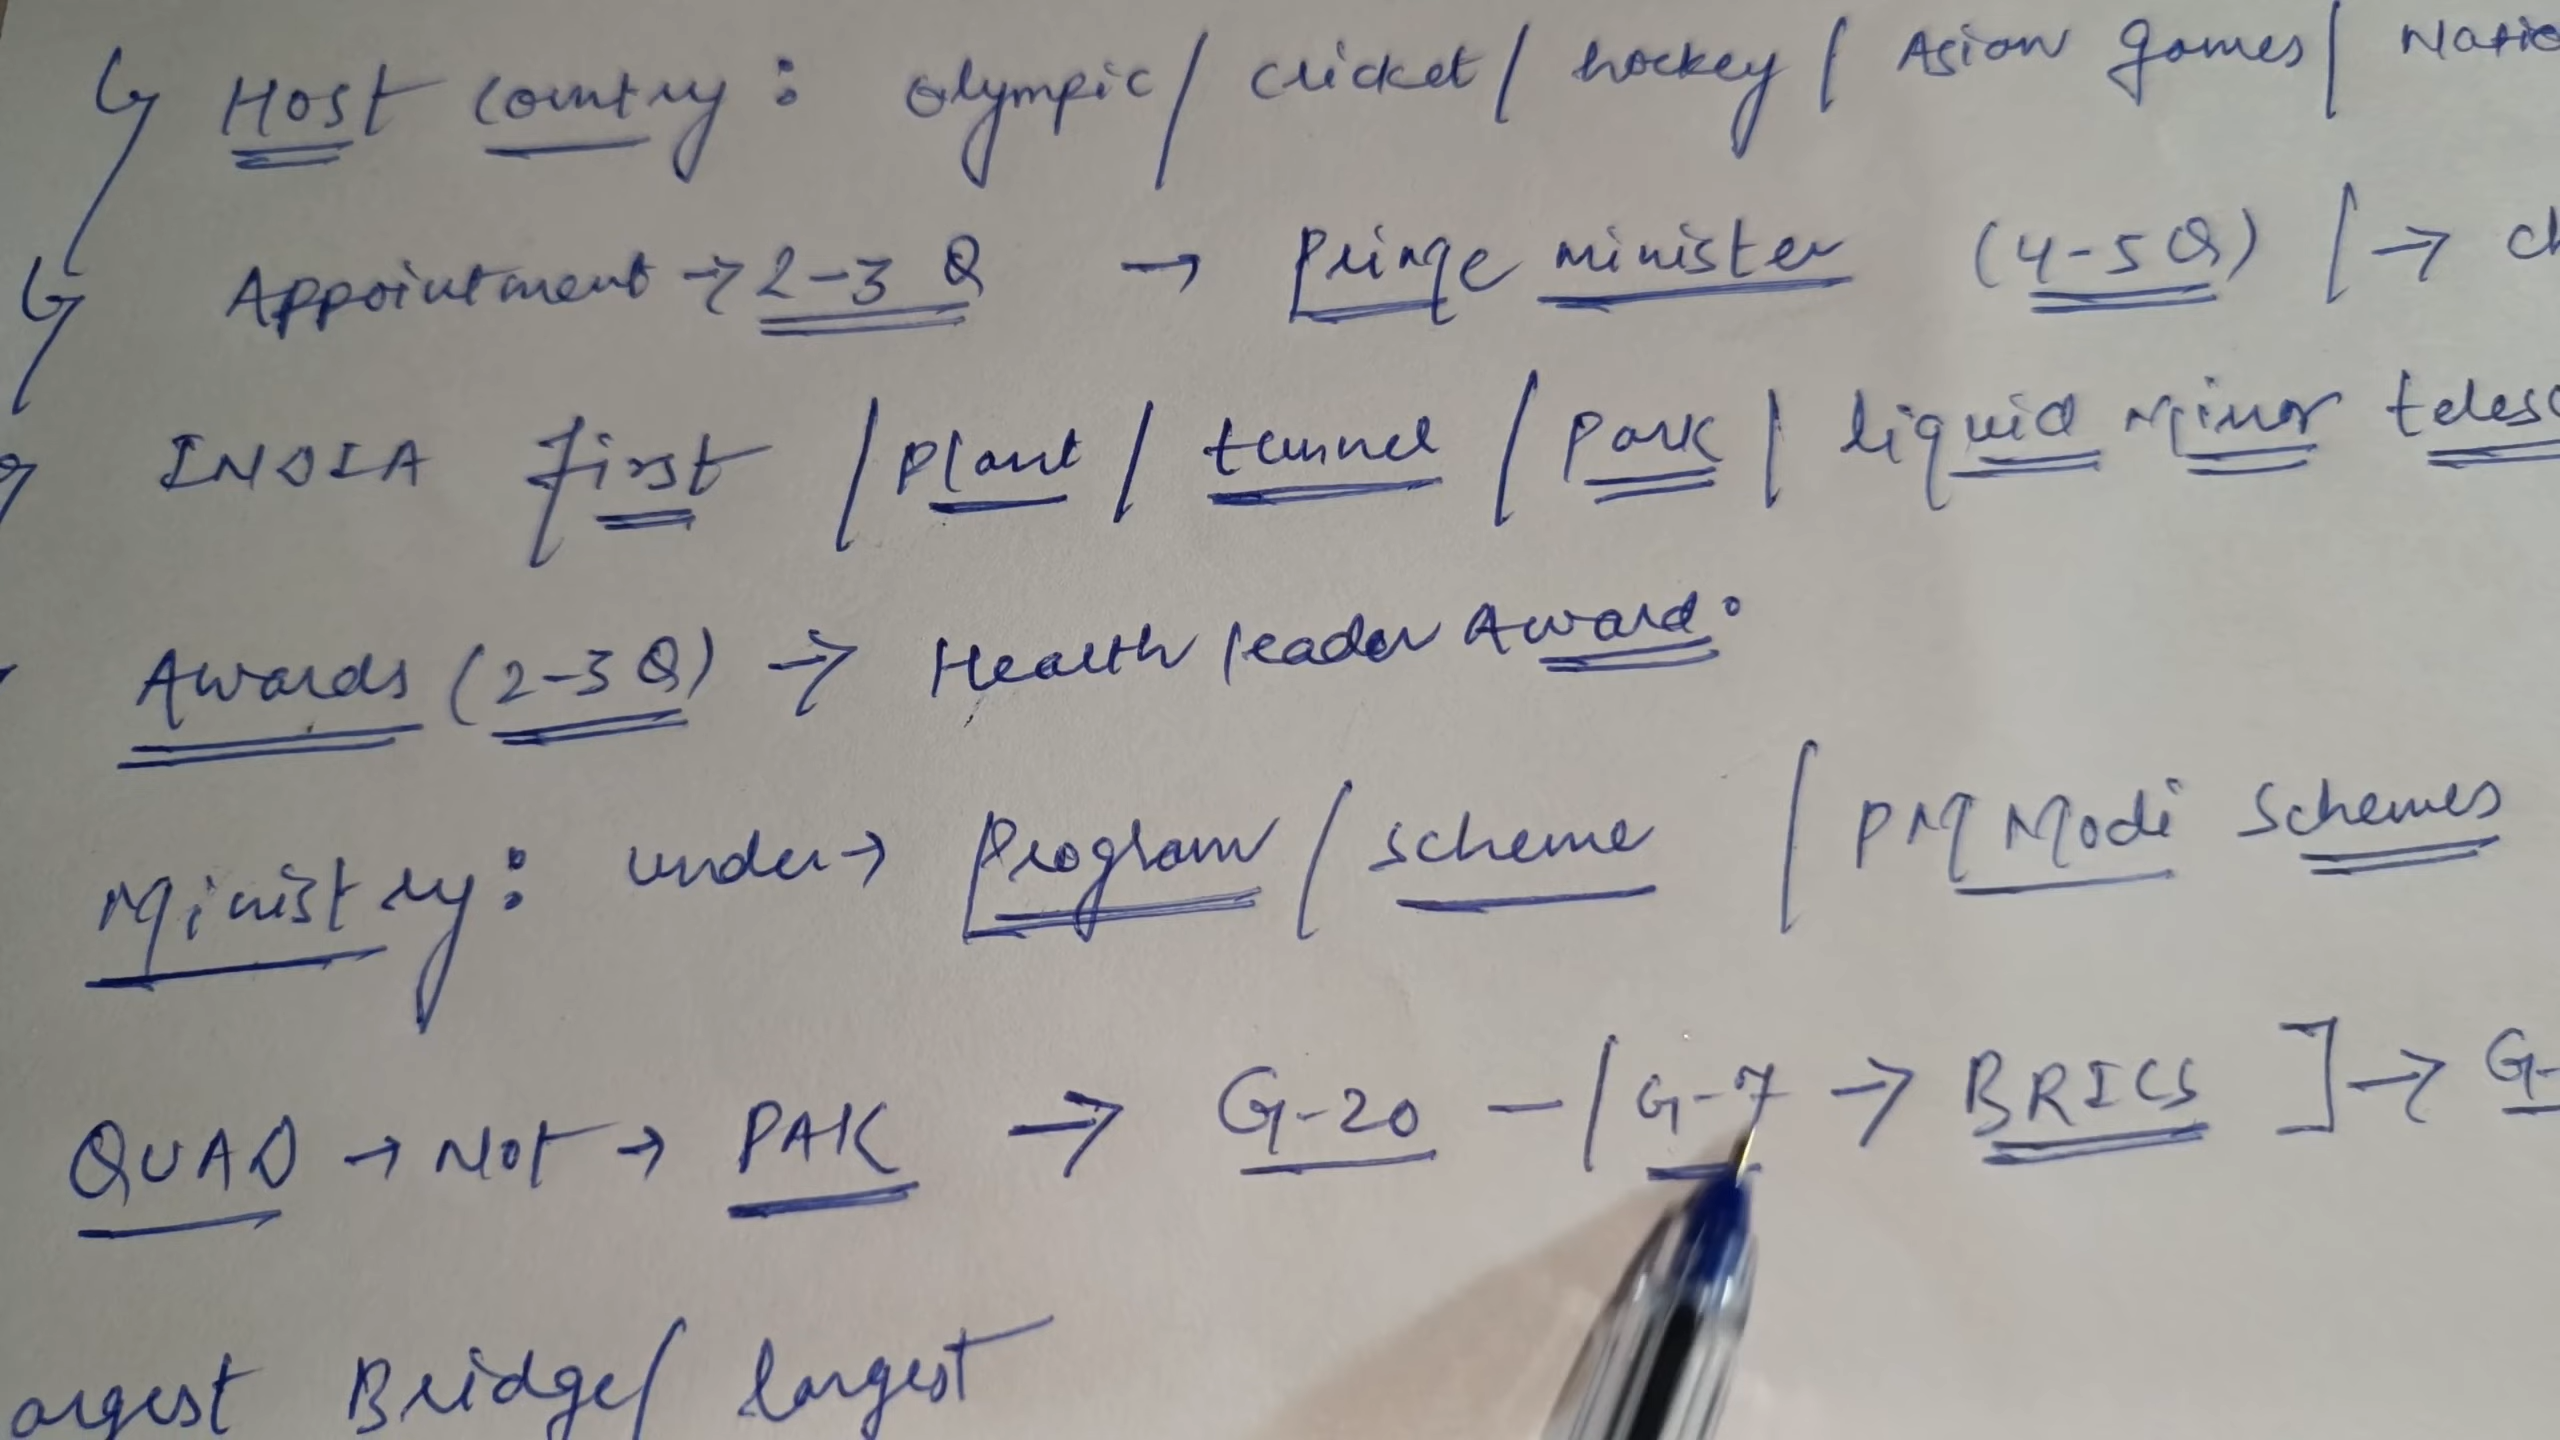 Host country: Olympic/ cricket/ hockey/ Asian Games/
Appointment → 2-3 Q → Prime minister (4-5 Q) / →
INDIA first / Plant / tunnel / Park / liquid Mirror
Awards (2-3 Q) → Health leader Award:
Ministry: under → Program / scheme / PM Modi Schemes
QUAD → Not → PAK → G-20 - / G-7 → BRICS ] → G-
argest Bridge/ largest